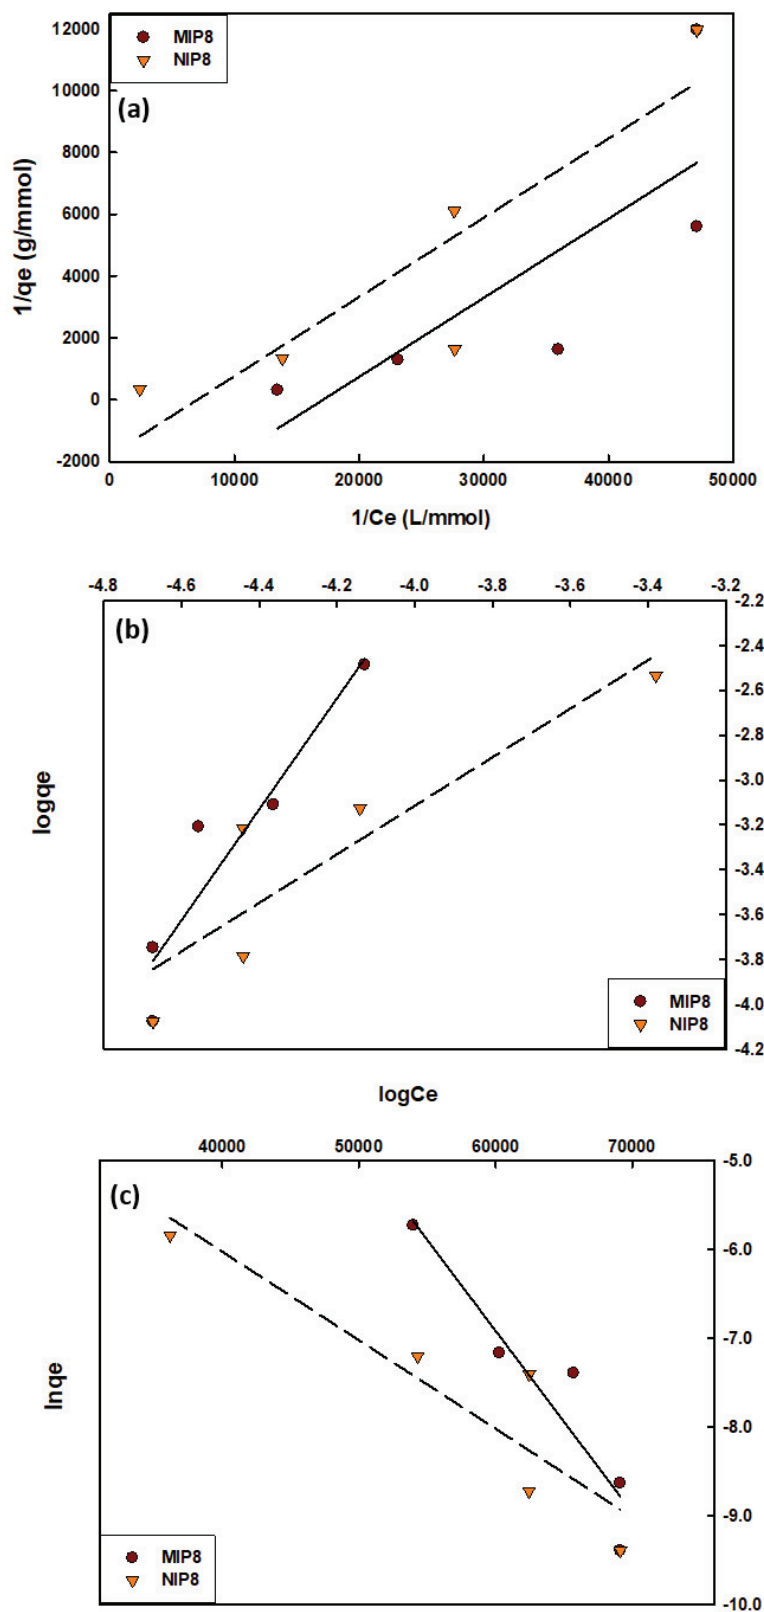 12000
MIP8
NIP8
(a)
10000
8000
6000
4000
2000
0
-2000
1/qe (g/mmol)
0 10000 20000 30000 40000 50000
1/Ce (L/mmol)
-4.8 -4.6 -4.4 -4.2 -4.0 -3.8 -3.6 -3.4 -3.2
(b)
-2.2
-2.4
-2.6
-2.8
-3.0
-3.2
-3.4
-3.6
-3.8
-4.0
-4.2
logqe
MIP8
NIP8
logCe
40000 50000 60000 70000
(c)
-5.0
-6.0
-7.0
-8.0
-9.0
-10.0
lnqe
MIP8
NIP8